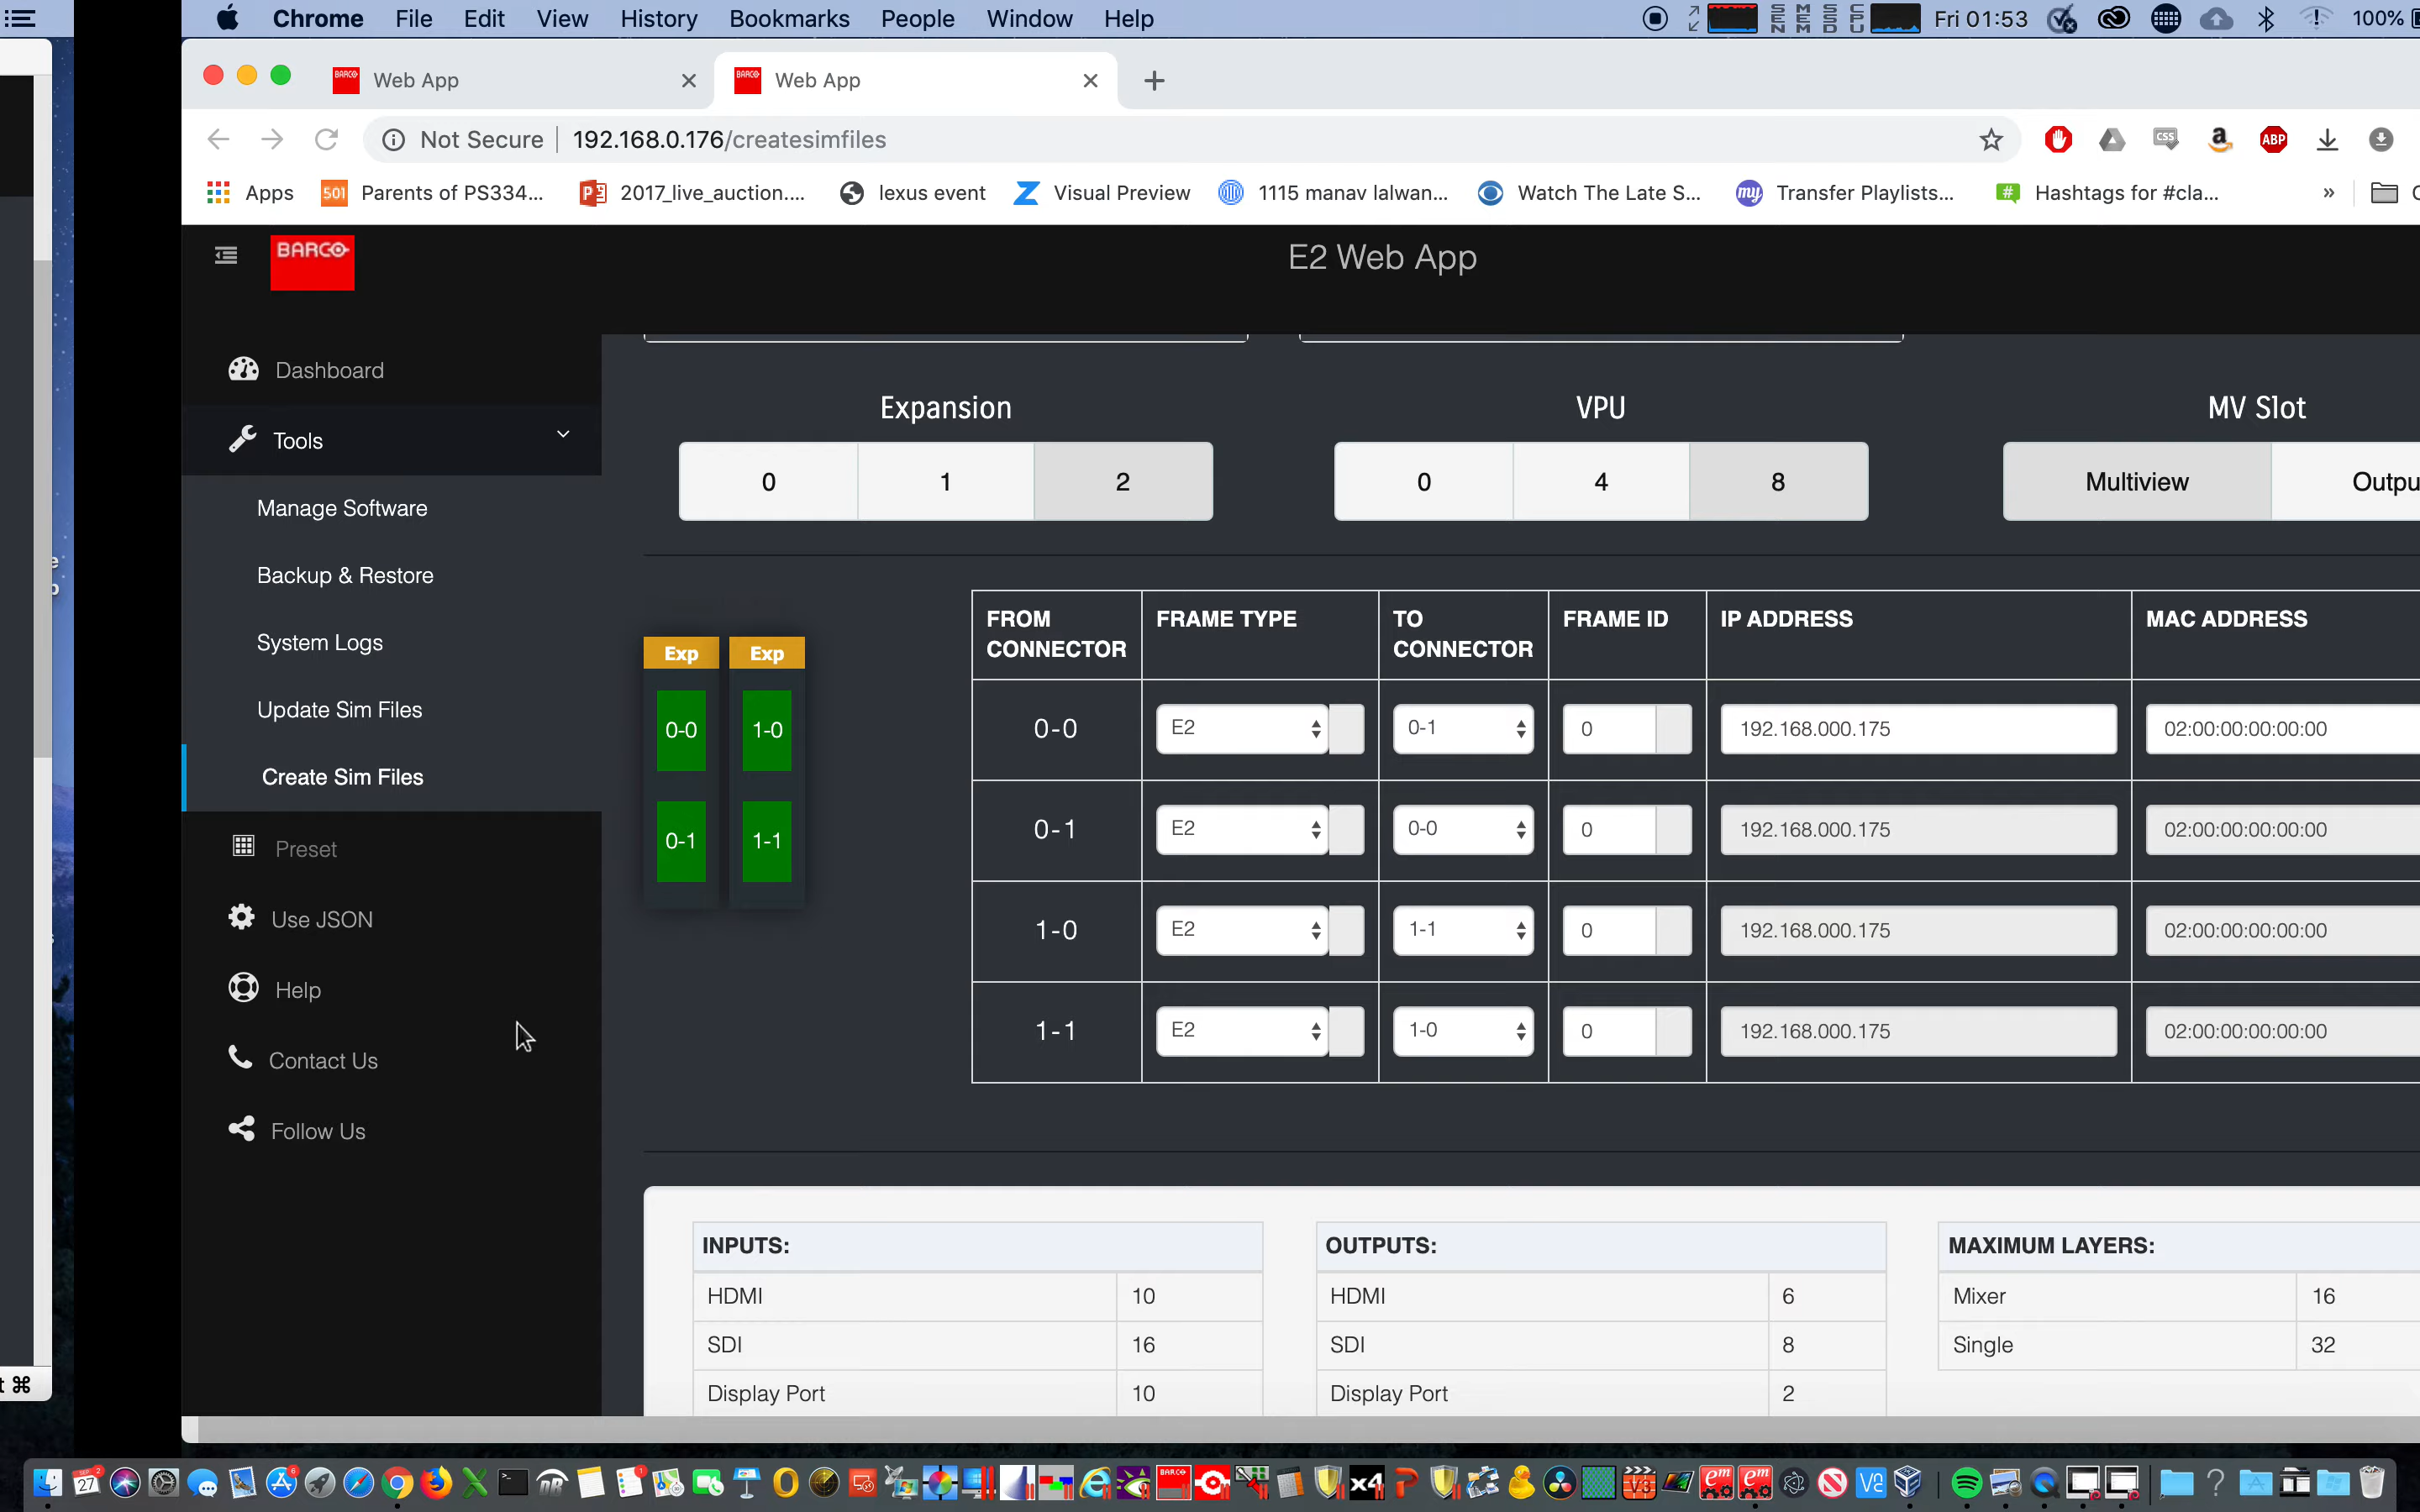 Chrome File Edit View History Bookmarks People Window Help
SEN MEM SSD CPU Fri 01:53 100%
Web App Web App
Not Secure 192.168.0.176/createsimfiles
CSS ABP
Apps 501 Parents of PS334... 2017_live_auction.... lexus event Visual Preview 1115 manav lalwan... Watch The Late S... my Transfer Playlists... Hashtags for #cla... »
BARCO E2 Web App
Dashboard
Tools
Manage Software
Backup & Restore
System Logs
Update Sim Files
Create Sim Files
Preset
Use JSON
Help
Contact Us
Follow Us
Expansion VPU MV Slot
0 1 2 0 4 8 Multiview Outpu
Exp Exp
0-0 1-0
0-1 1-1
FROM CONNECTOR FRAME TYPE TO CONNECTOR FRAME ID IP ADDRESS MAC ADDRESS
0-0 E2 0-1 0 192.168.000.175 02:00:00:00:00:00
0-1 E2 0-0 0 192.168.000.175 02:00:00:00:00:00
1-0 E2 1-1 0 192.168.000.175 02:00:00:00:00:00
1-1 E2 1-0 0 192.168.000.175 02:00:00:00:00:00
INPUTS: OUTPUTS: MAXIMUM LAYERS:
HDMI 10 HDMI 6 Mixer 16
SDI 16 SDI 8 Single 32
Display Port 10 Display Port 2
t ⌘